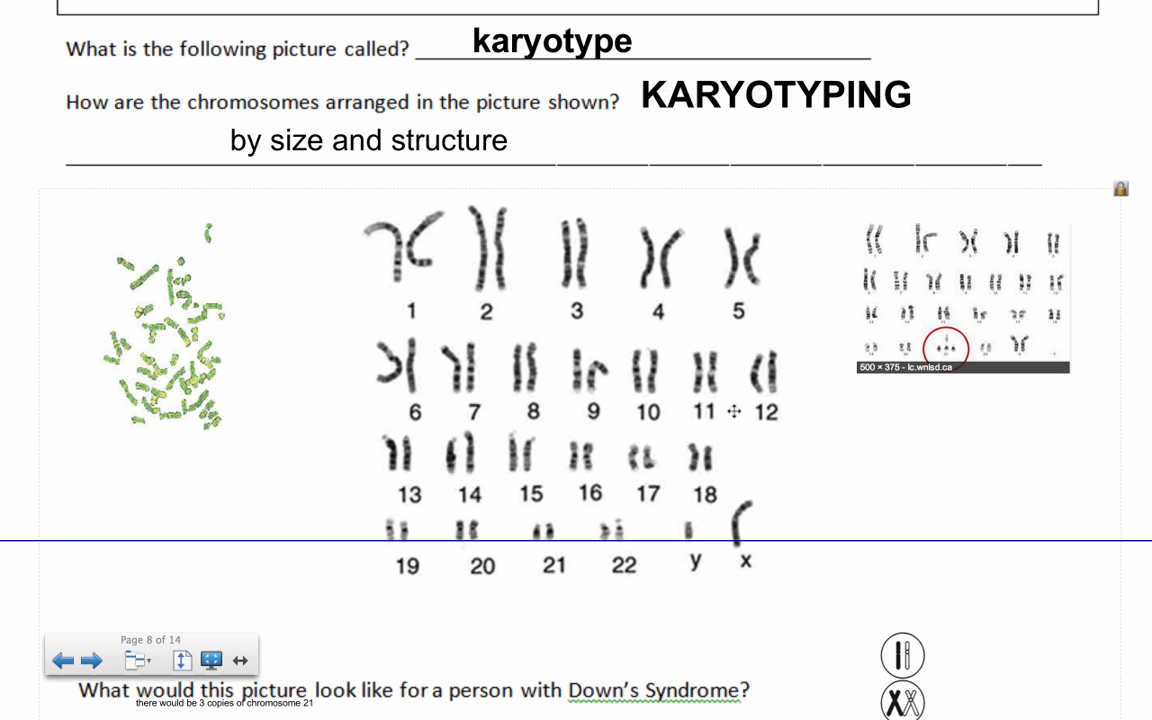 What is the following picture called? karyotype
How are the chromosomes arranged in the picture shown? KARYOTYPING
by size and structure
1 2 3 4 5
6 7 8 9 10 11 12
13 14 15 16 17 18
19 20 21 22 y x
500 × 375 - lc.wnlsd.ca
Page 8 of 14
What would this picture look like for a person with Down's Syndrome?
there would be 3 copies of chromosome 21